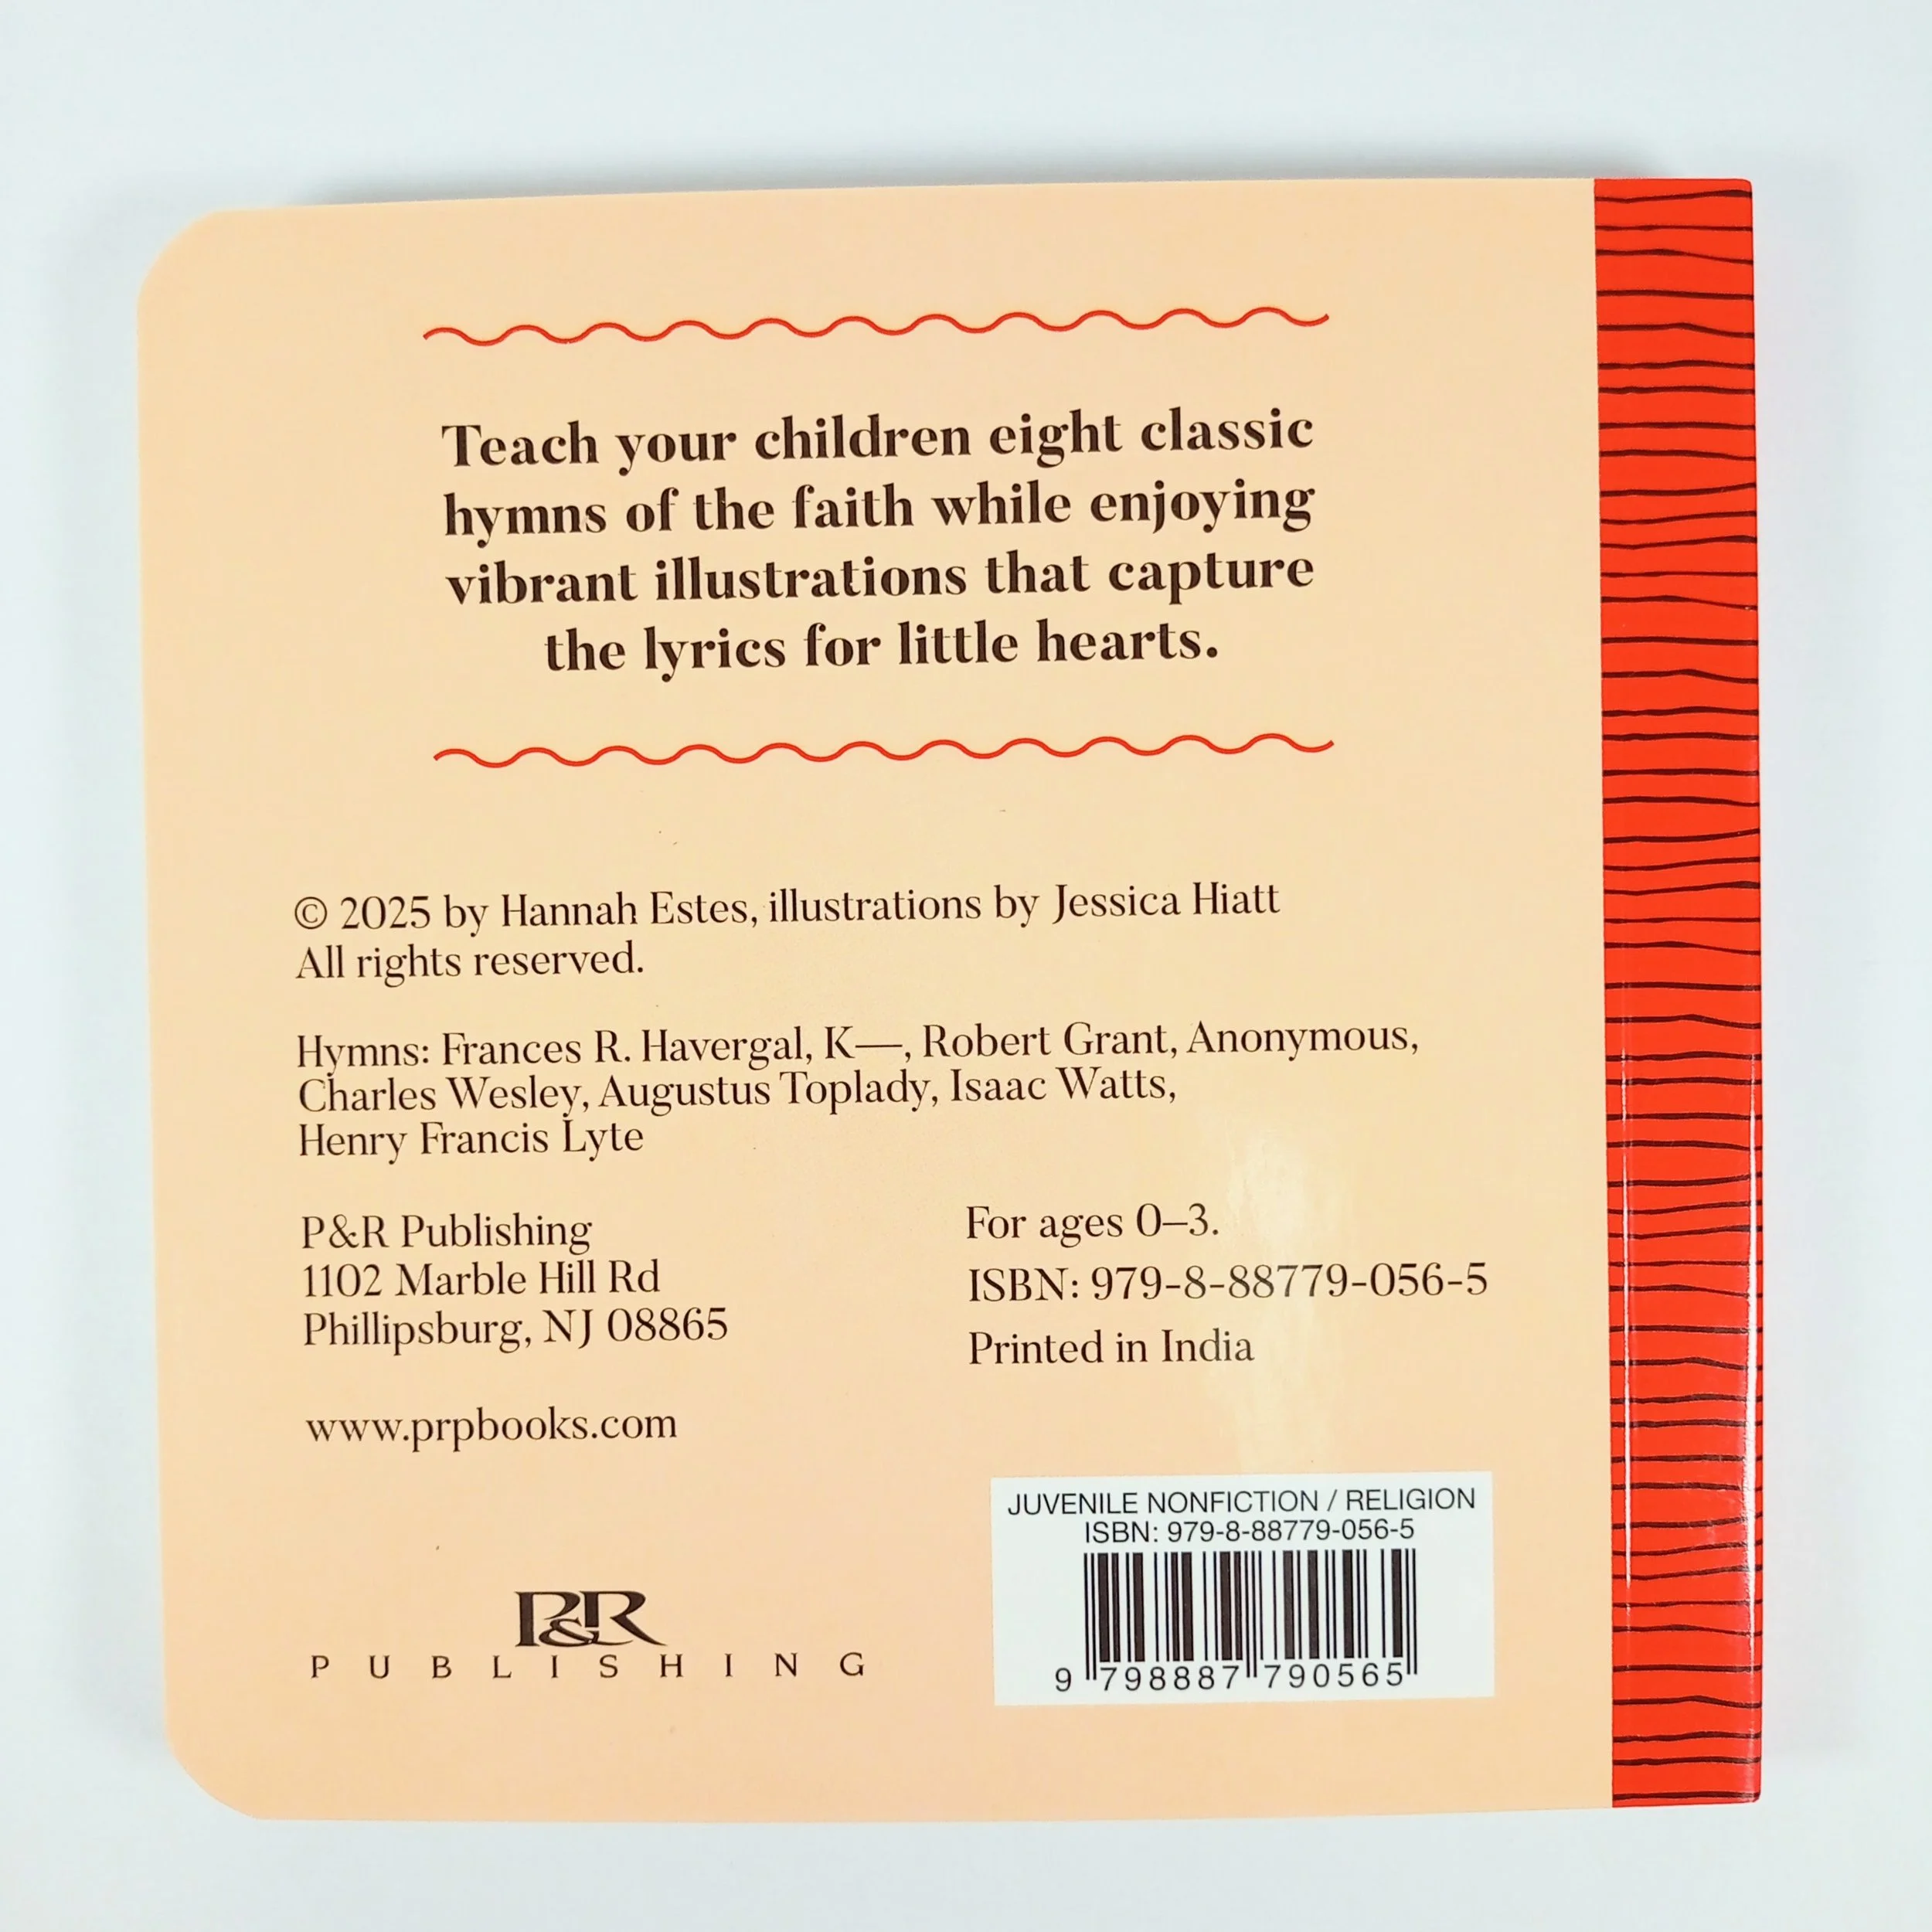 Teach your children eight classic
hymns of the faith while enjoying
vibrant illustrations that capture
the lyrics for little hearts.
© 2025 by Hannah Estes, illustrations by Jessica Hiatt
All rights reserved.
Hymns: Frances R. Havergal, K—, Robert Grant, Anonymous,
Charles Wesley, Augustus Toplady, Isaac Watts,
Henry Francis Lyte
P&R Publishing
1102 Marble Hill Rd
Phillipsburg, NJ 08865
www.prpbooks.com
For ages 0–3.
ISBN: 979-8-88779-056-5
Printed in India
P&R
PUBLISHING
JUVENILE NONFICTION / RELIGION
ISBN: 979-8-88779-056-5
9 798887 790565